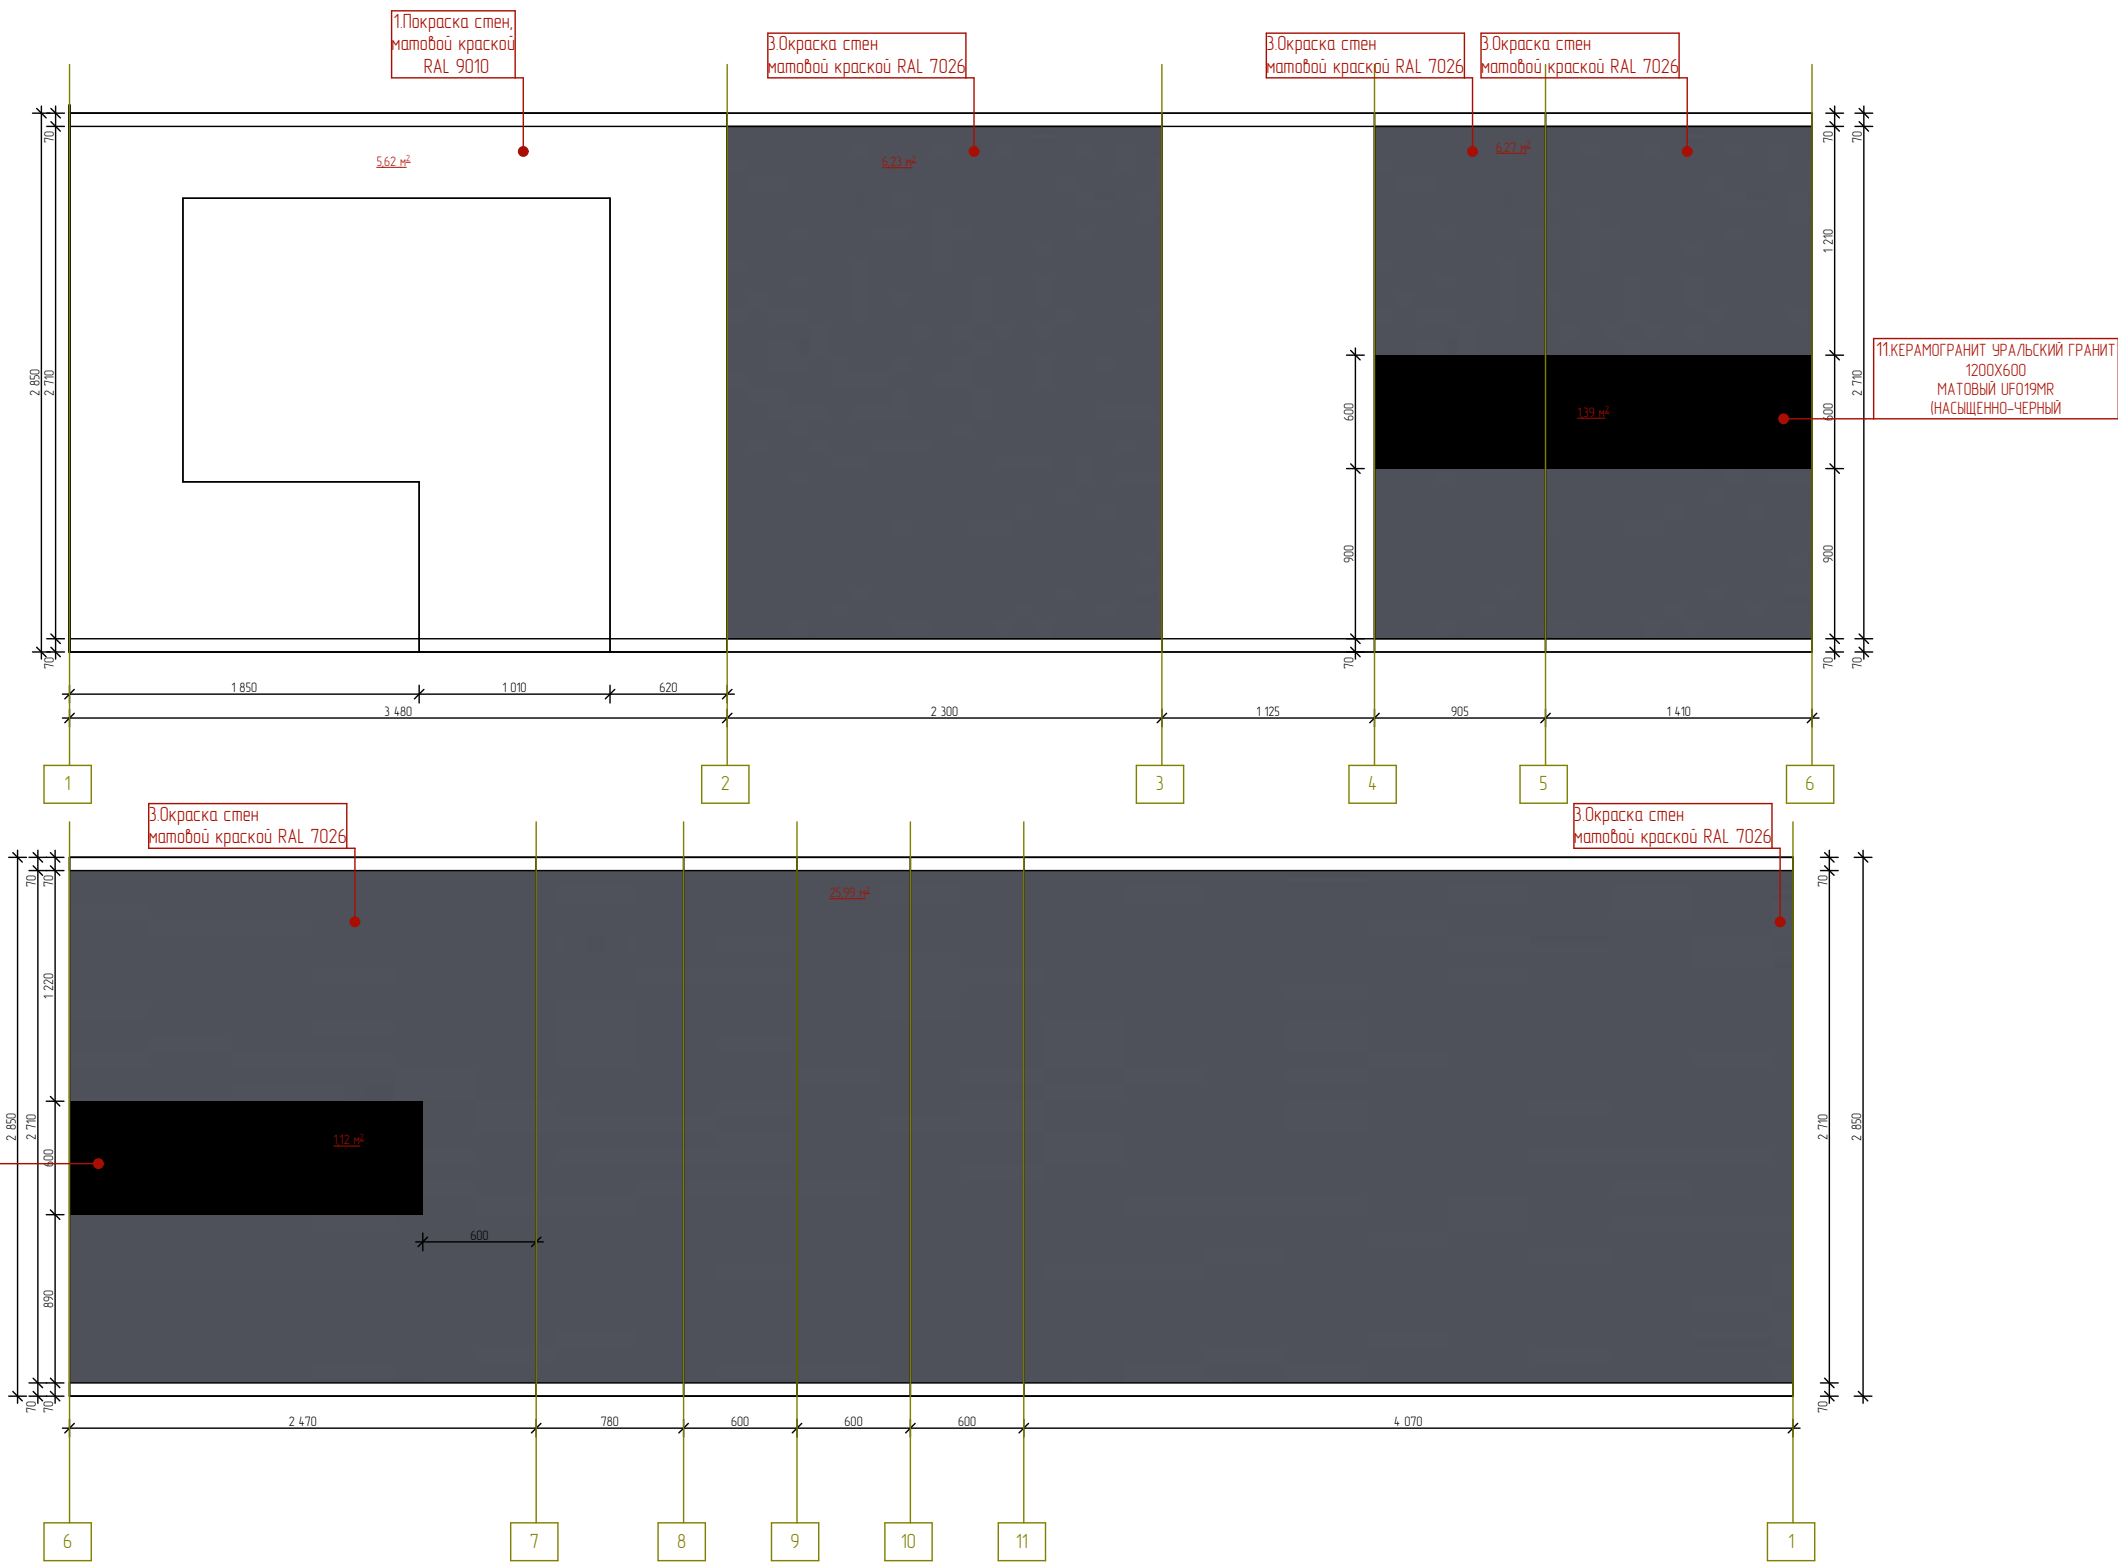 1.Покраска стен,
матовой краской
RAL 9010
3.Окраска стен
матовой краской RAL 7026
3.Окраска стен
матовой краской RAL 7026
3.Окраска стен
матовой краской RAL 7026
70
2 850
2 710
70
5,62 м²
6,23 м²
6,27 м²
1,39 м²
600
900
70
70
1 210
600
900
70
70
2 710
70
11.КЕРАМОГРАНИТ УРАЛЬСКИЙ ГРАНИТ
1200Х600
МАТОВЫЙ UF019MR
(НАСЫЩЕННО-ЧЕРНЫЙ
1 850
1 010
620
3 480
2 300
1 125
905
1 410
1
2
3
4
5
6
3.Окраска стен
матовой краской RAL 7026
3.Окраска стен
матовой краской RAL 7026
70
70
25,99 м²
70
1 220
2 850
2 710
600
1,12 м²
2 710
2 850
600
890
70
70
70
2 470
780
600
600
600
4 070
6
7
8
9
10
11
1